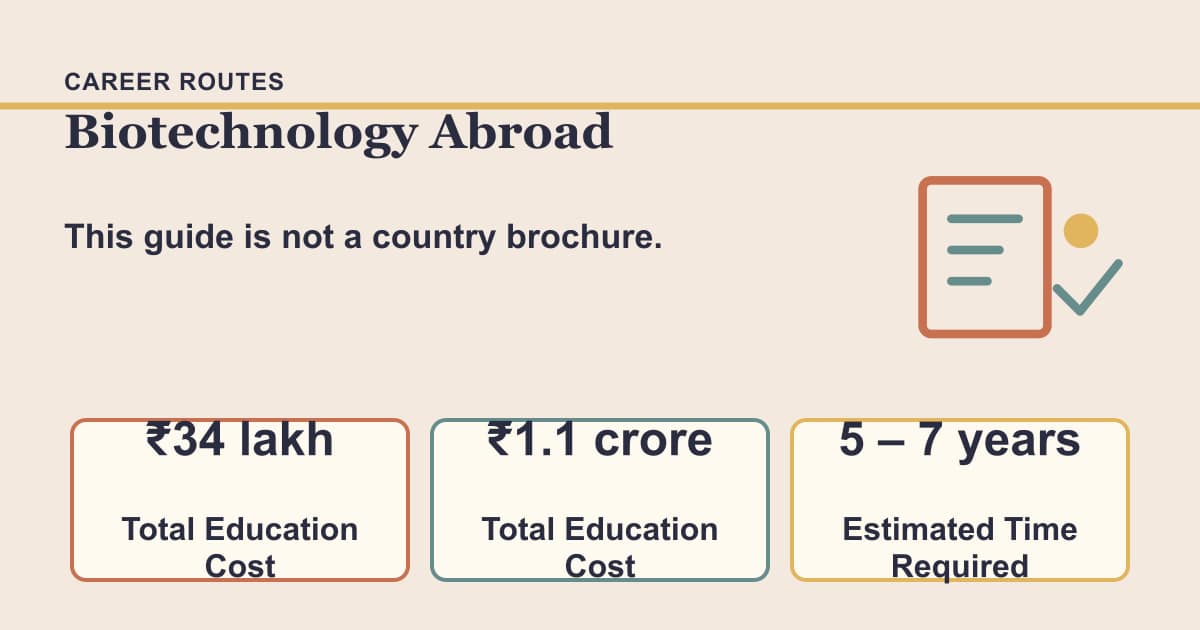 CAREER ROUTES
Biotechnology Abroad
This guide is not a country brochure.
₹34 lakh
Total Education
Cost
₹1.1 crore
Total Education
Cost
5 – 7 years
Estimated Time
Required